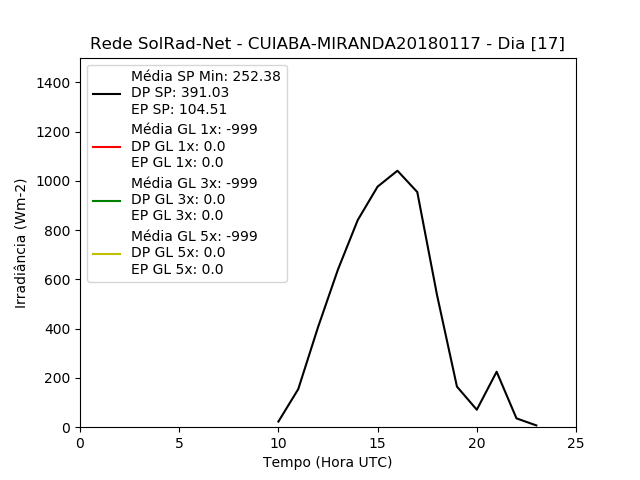 Rede SolRad-Net - CUIABA-MIRANDA20180117 - Dia [17]
Média SP Min: 252.38
DP SP: 391.03
EP SP: 104.51
Média GL 1x: -999
DP GL 1x: 0.0
EP GL 1x: 0.0
Média GL 3x: -999
DP GL 3x: 0.0
EP GL 3x: 0.0
Média GL 5x: -999
DP GL 5x: 0.0
EP GL 5x: 0.0
Irradiância (Wm-2)
1400
1200
1000
800
600
400
200
0
0 5 10 15 20 25
Tempo (Hora UTC)